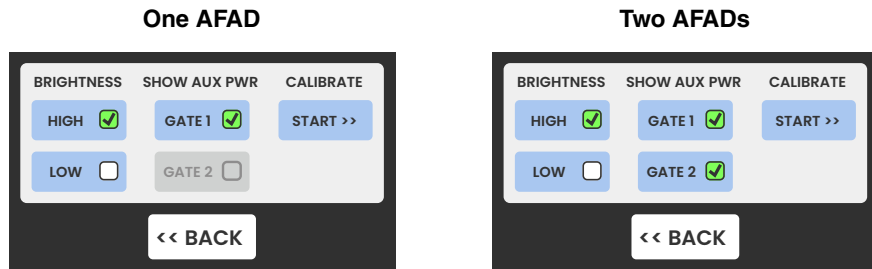 One AFAD
BRIGHTNESS SHOW AUX PWR CALIBRATE
HIGH GATE 1 START >>
LOW GATE 2
<< BACK
Two AFADs
BRIGHTNESS SHOW AUX PWR CALIBRATE
HIGH GATE 1 START >>
LOW GATE 2
<< BACK